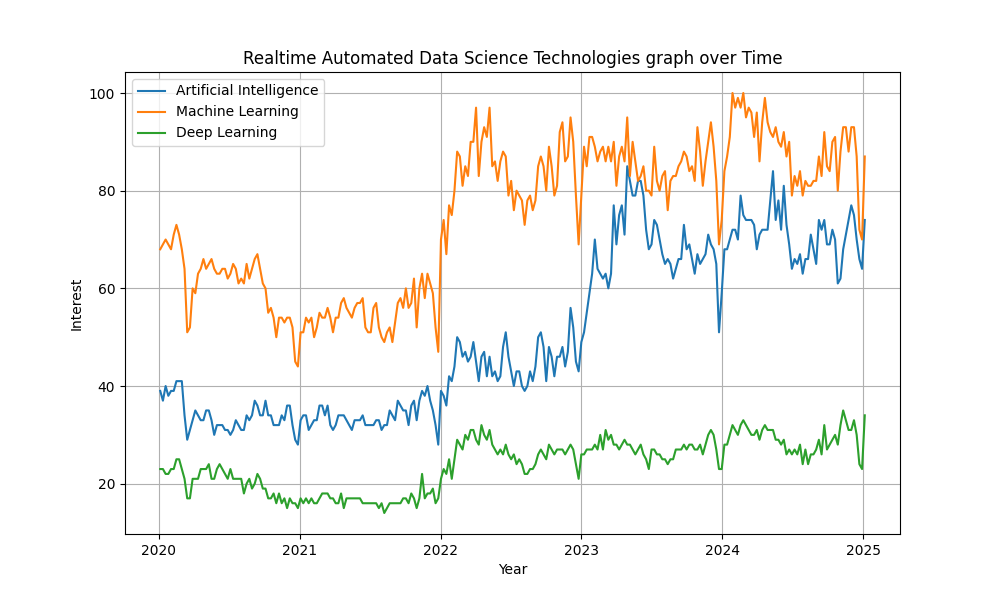 Realtime Automated Data Science Technologies graph over Time
Artificial Intelligence
Machine Learning
Deep Learning
100
80
60
40
20
Interest
2020 2021 2022 2023 2024 2025
Year